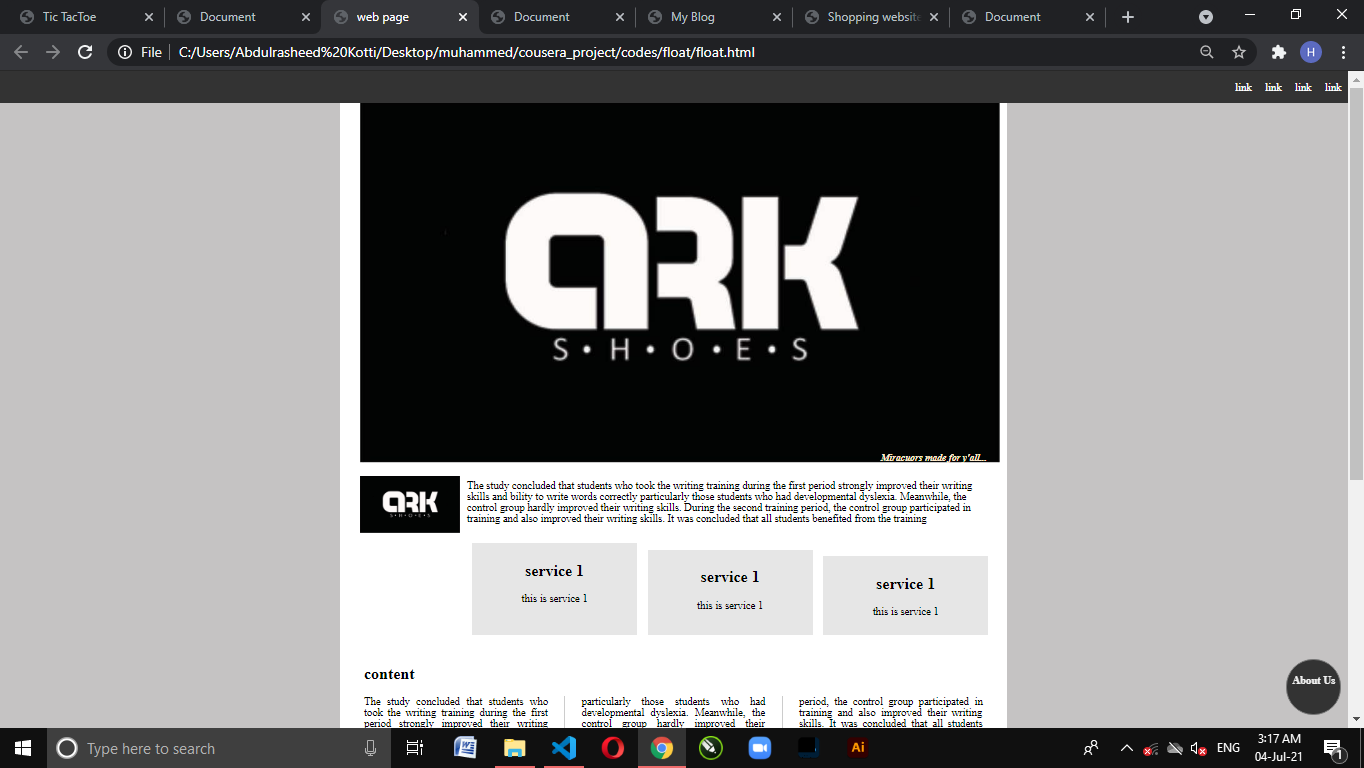 Tic TacToe
Document
web page
Document
My Blog
Shopping website
Document
File
C:/Users/Abdulrasheed%20Kotti/Desktop/muhammed/cousera_project/codes/float/float.html
H
link link link link
ARK
S•H•O•E•S
Miracuors made for y'all...
ARK
SHOES
The study concluded that students who took the writing training during the first period strongly improved their writing
skills and bility to write words correctly particularly those students who had developmental dyslexia. Meanwhile, the
control group hardly improved their writing skills. During the second training period, the control group participated in
training and also improved their writing skills. It was concluded that all students benefited from the training
service 1
this is service 1
service 1
this is service 1
service 1
this is service 1
content
The study concluded that students who
took the writing training during the first
period strongly improved their writing
particularly those students who had
developmental dyslexia. Meanwhile, the
control group hardly improved their
period, the control group participated in
training and also improved their writing
skills. It was concluded that all students
About Us
Type here to search
Ai
ENG
3:17 AM
04-Jul-21
1